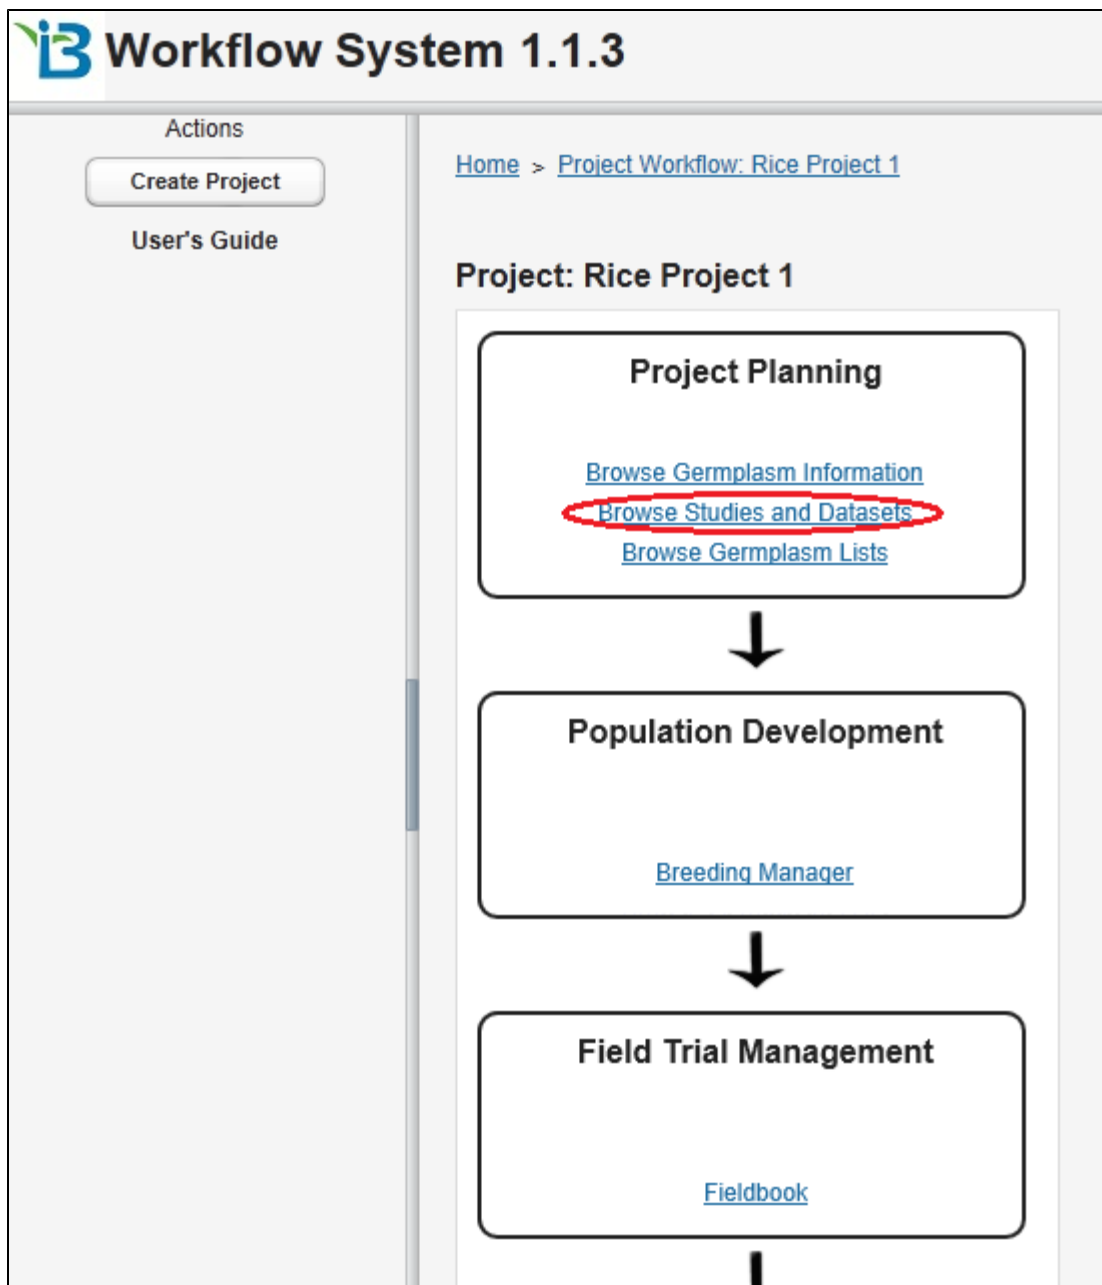 iB Workflow System 1.1.3
Actions
Create Project
User's Guide
Home > Project Workflow: Rice Project 1
Project: Rice Project 1
Project Planning
Browse Germplasm Information
Browse Studies and Datasets
Browse Germplasm Lists
Population Development
Breeding Manager
Field Trial Management
Fieldbook